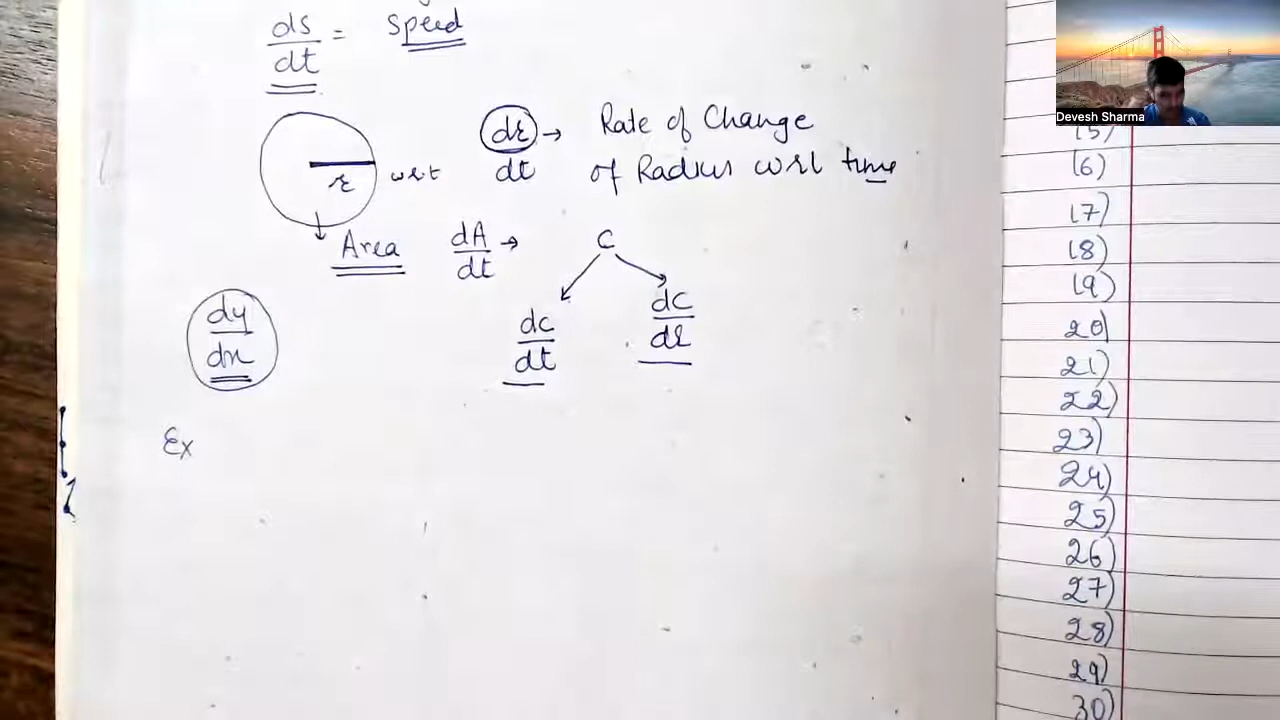 ds/dt = speed
r wrt dr/dt → Rate of Change
of Radius wrt time
↓ Area dA/dt → C
dc/dt dc/dr
dy/dx
Ex
Devesh Sharma
15)
16)
17)
18)
19)
20)
21)
22)
23)
24)
25)
26)
27)
28)
29)
30)